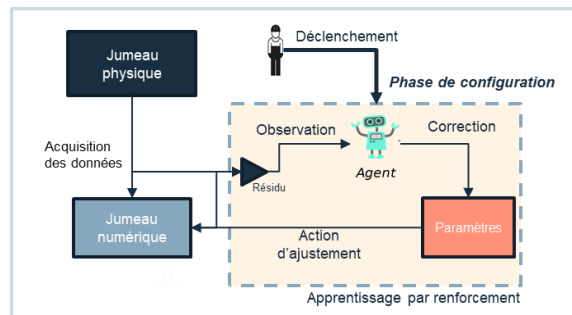 Déclenchement
Jumeau
physique
Phase de configuration
Observation
Correction
Acquisition
des données
Agent
Résidu
Jumeau
numérique
Action
d'ajustement
Paramètres
Apprentissage par renforcement